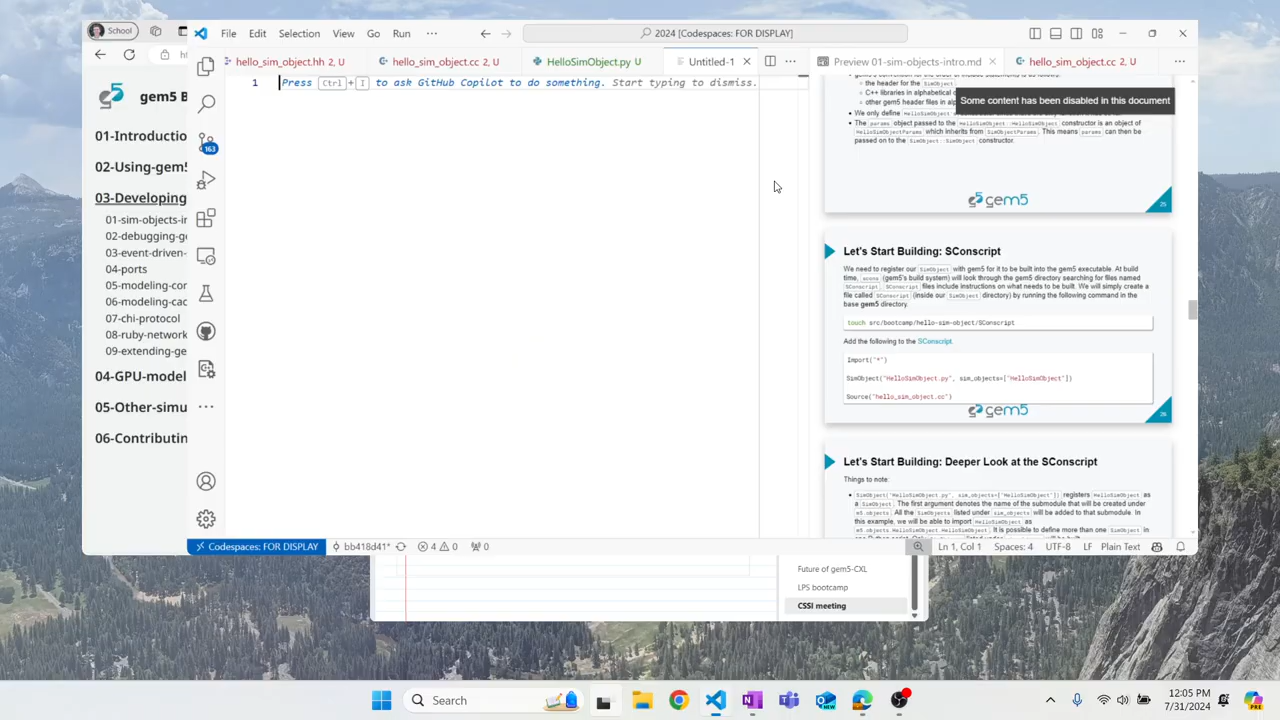 School
File Edit Selection View Go Run ···
2024 [Codespaces: FOR DISPLAY]
hello_sim_object.hh 2, U
hello_sim_object.cc 2, U
HelloSimObject.py U
Untitled-1
Preview 01-sim-objects-intro.md
hello_sim_object.cc 2, U
1
Press Ctrl+I to ask GitHub Copilot to do something. Start typing to dismiss.
gem5 B
01-Introductio
02-Using-gem5
03-Developing
01-sim-objects-ir
02-debugging-ge
03-event-driven-
04-ports
05-modeling-cor
06-modeling-cac
07-chi-protocol
08-ruby-network
09-extending-ge
04-GPU-model
05-Other-simu
06-Contributin
163
the header for the SimObject
C++ libraries in alphabetical o
other gem5 header files in alp
Some content has been disabled in this document
The params object passed to the HelloSimObject::HelloSimObject constructor is an object of
HelloSimObjectParams which inherits from SimObjectParams. This means params can then be
passed on to the SimObject::SimObject constructor.
gem5
25
Let's Start Building: SConscript
We need to register our SimObject with gem5 for it to be built into the gem5 executable. At build
time, scons (gem5's build system) will look through the gem5 directory searching for files named
SConscript. SConscript files include instructions on what needs to be built. We will simply create a
file called SConscript (inside our SimObject directory) by running the following command in the
base gem5 directory.
touch src/bootcamp/hello-sim-object/SConscript
Add the following to the SConscript.
Import("*")
SimObject("HelloSimObject.py", sim_objects=["HelloSimObject"])
Source("hello_sim_object.cc")
gem5
26
Let's Start Building: Deeper Look at the SConscript
Things to note:
SimObject("HelloSimObject.py", sim_objects=["HelloSimObject"]) registers HelloSimObject as
a SimObject. The first argument denotes the name of the submodule that will be created under
m5.objects. All the SimObjects listed under sim_objects will be added to that submodule. In
this example, we will be able to import HelloSimObject as
m5.objects.HelloSimObject.HelloSimObject. It is possible to define more than one SimObject in
Codespaces: FOR DISPLAY
bb418d41*
4
0
0
Ln 1, Col 1
Spaces: 4
UTF-8
LF
Plain Text
Future of gem5-CXL
LPS bootcamp
CSSI meeting
Search
PRE
12:05 PM
7/31/2024